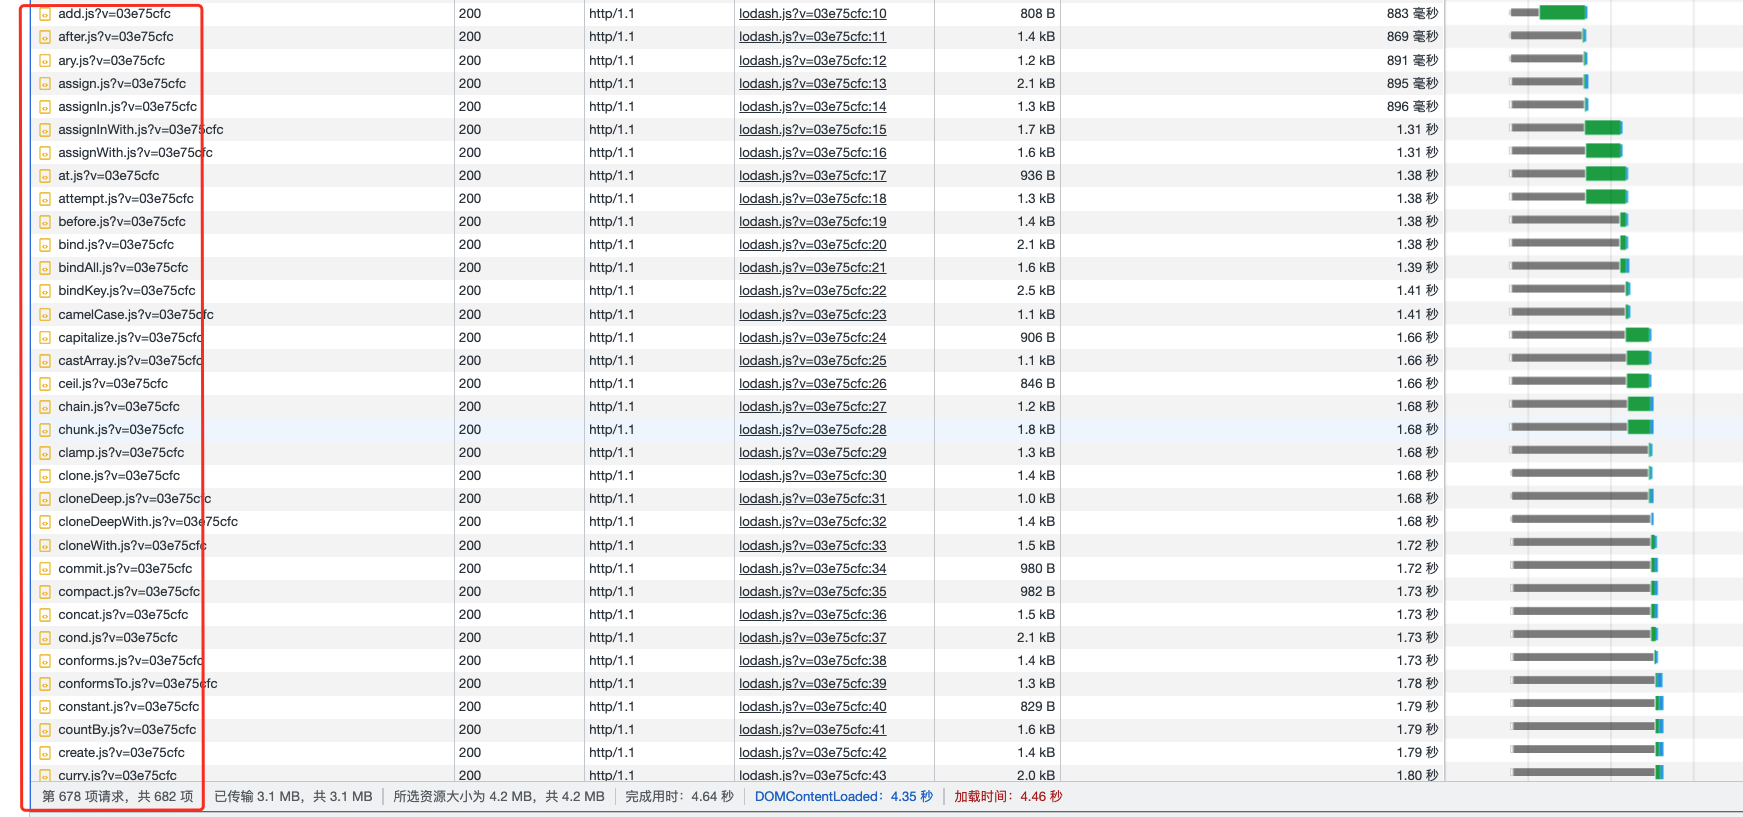 add.js?v=03e75cfc 200 http/1.1 lodash.js?v=03e75cfc:10 808 B 883 毫秒
after.js?v=03e75cfc 200 http/1.1 lodash.js?v=03e75cfc:11 1.4 kB 869 毫秒
ary.js?v=03e75cfc 200 http/1.1 lodash.js?v=03e75cfc:12 1.2 kB 891 毫秒
assign.js?v=03e75cfc 200 http/1.1 lodash.js?v=03e75cfc:13 2.1 kB 895 毫秒
assignIn.js?v=03e75cfc 200 http/1.1 lodash.js?v=03e75cfc:14 1.3 kB 896 毫秒
assignInWith.js?v=03e75cfc 200 http/1.1 lodash.js?v=03e75cfc:15 1.7 kB 1.31 秒
assignWith.js?v=03e75cfc 200 http/1.1 lodash.js?v=03e75cfc:16 1.6 kB 1.31 秒
at.js?v=03e75cfc 200 http/1.1 lodash.js?v=03e75cfc:17 936 B 1.38 秒
attempt.js?v=03e75cfc 200 http/1.1 lodash.js?v=03e75cfc:18 1.3 kB 1.38 秒
before.js?v=03e75cfc 200 http/1.1 lodash.js?v=03e75cfc:19 1.4 kB 1.38 秒
bind.js?v=03e75cfc 200 http/1.1 lodash.js?v=03e75cfc:20 2.1 kB 1.38 秒
bindAll.js?v=03e75cfc 200 http/1.1 lodash.js?v=03e75cfc:21 1.6 kB 1.39 秒
bindKey.js?v=03e75cfc 200 http/1.1 lodash.js?v=03e75cfc:22 2.5 kB 1.41 秒
camelCase.js?v=03e75cfc 200 http/1.1 lodash.js?v=03e75cfc:23 1.1 kB 1.41 秒
capitalize.js?v=03e75cfc 200 http/1.1 lodash.js?v=03e75cfc:24 906 B 1.66 秒
castArray.js?v=03e75cfc 200 http/1.1 lodash.js?v=03e75cfc:25 1.1 kB 1.66 秒
ceil.js?v=03e75cfc 200 http/1.1 lodash.js?v=03e75cfc:26 846 B 1.66 秒
chain.js?v=03e75cfc 200 http/1.1 lodash.js?v=03e75cfc:27 1.2 kB 1.68 秒
chunk.js?v=03e75cfc 200 http/1.1 lodash.js?v=03e75cfc:28 1.8 kB 1.68 秒
clamp.js?v=03e75cfc 200 http/1.1 lodash.js?v=03e75cfc:29 1.3 kB 1.68 秒
clone.js?v=03e75cfc 200 http/1.1 lodash.js?v=03e75cfc:30 1.4 kB 1.68 秒
cloneDeep.js?v=03e75cfc 200 http/1.1 lodash.js?v=03e75cfc:31 1.0 kB 1.68 秒
cloneDeepWith.js?v=03e75cfc 200 http/1.1 lodash.js?v=03e75cfc:32 1.4 kB 1.68 秒
cloneWith.js?v=03e75cfc 200 http/1.1 lodash.js?v=03e75cfc:33 1.5 kB 1.72 秒
commit.js?v=03e75cfc 200 http/1.1 lodash.js?v=03e75cfc:34 980 B 1.72 秒
compact.js?v=03e75cfc 200 http/1.1 lodash.js?v=03e75cfc:35 982 B 1.73 秒
concat.js?v=03e75cfc 200 http/1.1 lodash.js?v=03e75cfc:36 1.5 kB 1.73 秒
cond.js?v=03e75cfc 200 http/1.1 lodash.js?v=03e75cfc:37 2.1 kB 1.73 秒
conforms.js?v=03e75cfc 200 http/1.1 lodash.js?v=03e75cfc:38 1.4 kB 1.73 秒
conformsTo.js?v=03e75cfc 200 http/1.1 lodash.js?v=03e75cfc:39 1.3 kB 1.78 秒
constant.js?v=03e75cfc 200 http/1.1 lodash.js?v=03e75cfc:40 829 B 1.79 秒
countBy.js?v=03e75cfc 200 http/1.1 lodash.js?v=03e75cfc:41 1.6 kB 1.79 秒
create.js?v=03e75cfc 200 http/1.1 lodash.js?v=03e75cfc:42 1.4 kB 1.79 秒
curry.js?v=03e75cfc 200 http/1.1 lodash.js?v=03e75cfc:43 2.0 kB 1.80 秒
第 678 项请求，共 682 项 已传输 3.1 MB，共 3.1 MB 所选资源大小为 4.2 MB，共 4.2 MB 完成用时：4.64 秒 DOMContentLoaded：4.35 秒 加载时间：4.46 秒